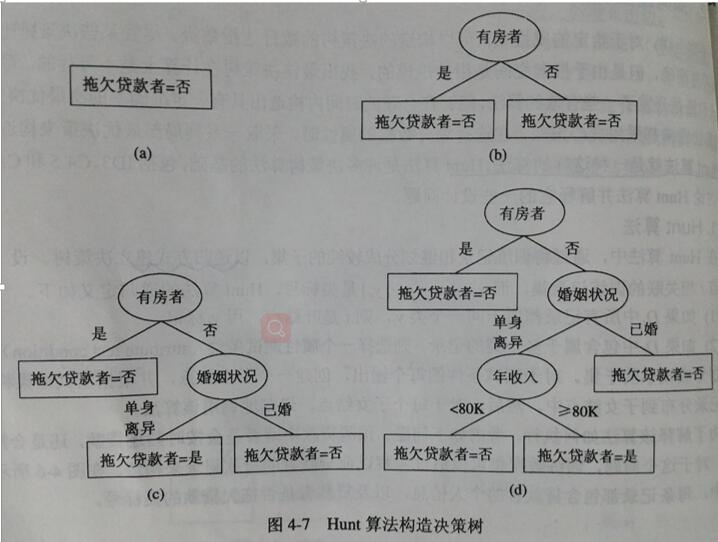 拖欠贷款者=否
(a)
有房者
是
否
拖欠贷款者=否
拖欠贷款者=否
(b)
有房者
是
否
拖欠贷款者=否
婚姻状况
单身
离异
已婚
拖欠贷款者=是
拖欠贷款者=否
(c)
有房者
是
否
拖欠贷款者=否
婚姻状况
单身
离异
已婚
年收入
拖欠贷款者=否
<80K
≥80K
拖欠贷款者=否
拖欠贷款者=是
(d)
图 4-7 Hunt 算法构造决策树